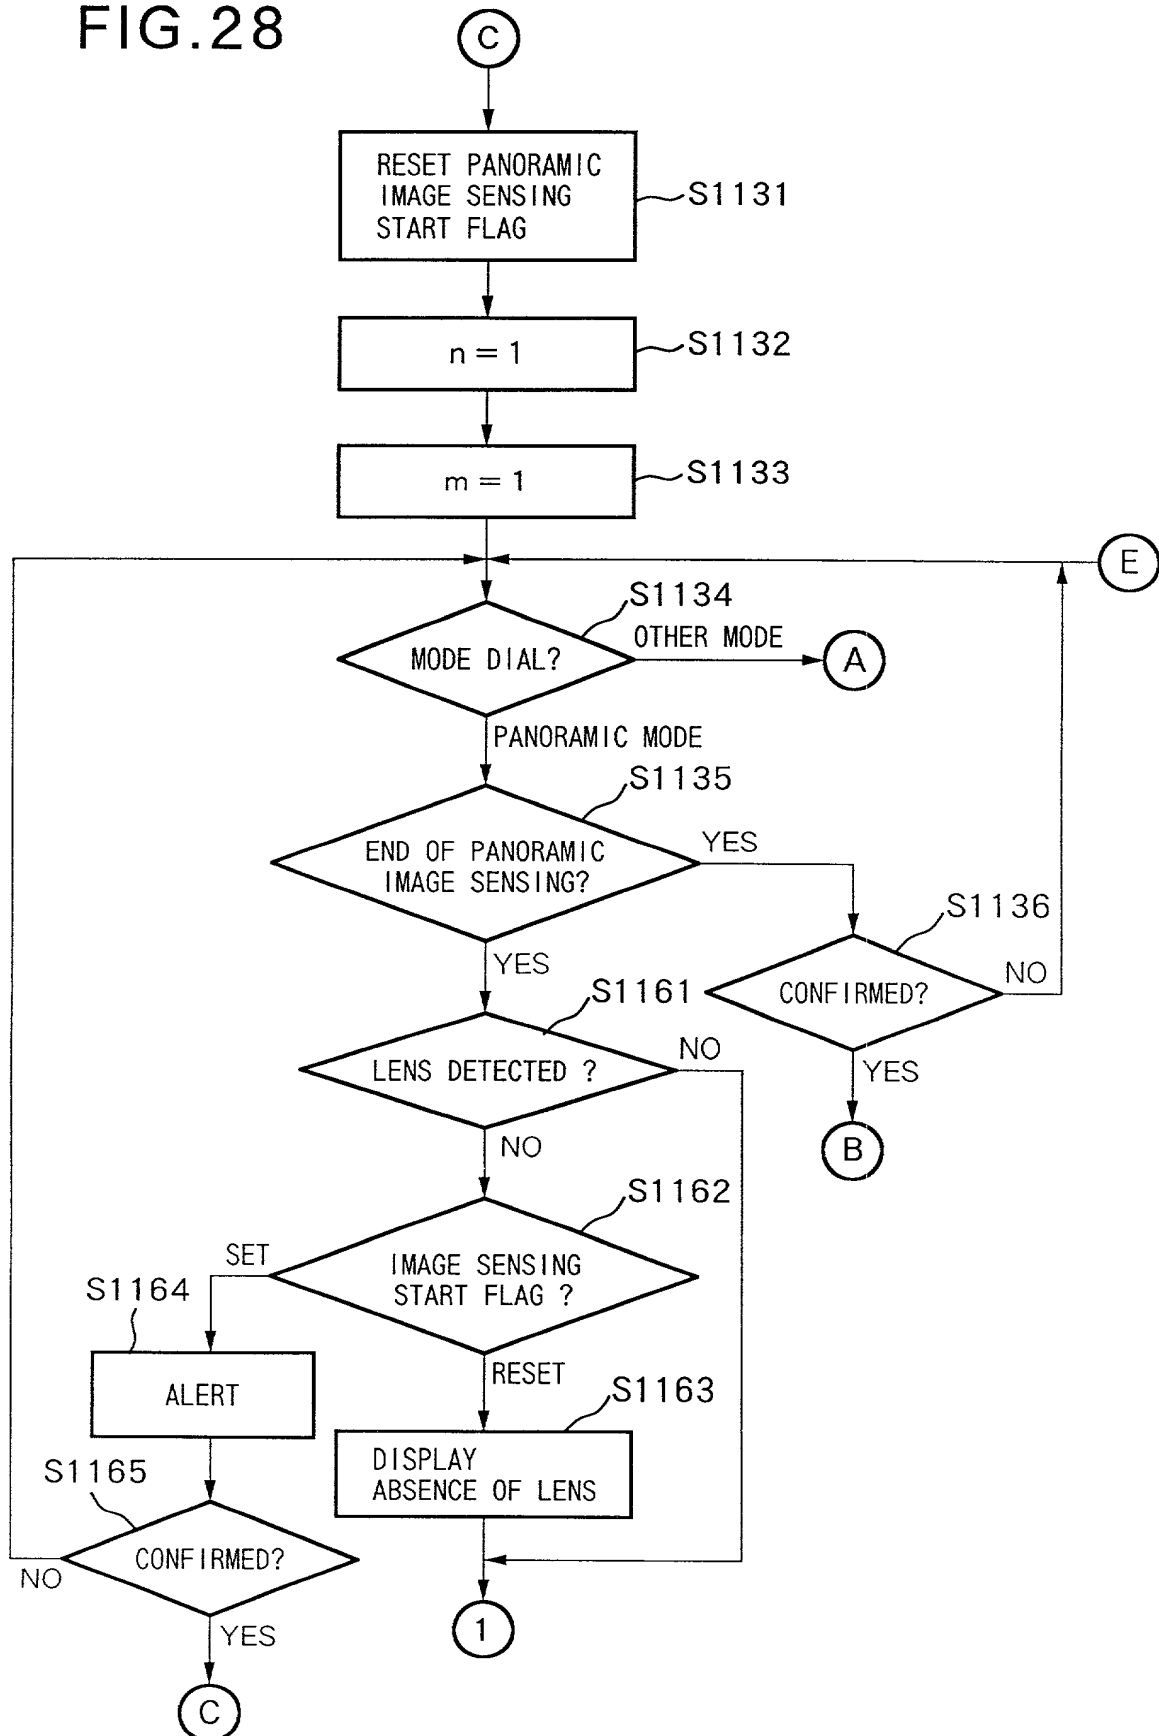 FIG.28
C
RESET PANORAMIC
IMAGE SENSING
START FLAG
S1131
n = 1
S1132
m = 1
S1133
E
S1134
MODE DIAL?
OTHER MODE
A
PANORAMIC MODE
S1135
END OF PANORAMIC
IMAGE SENSING?
YES
S1136
CONFIRMED?
NO
YES
B
YES
S1161
LENS DETECTED ?
NO
NO
S1162
IMAGE SENSING
START FLAG ?
SET
S1164
ALERT
RESET
S1163
DISPLAY
ABSENCE OF LENS
S1165
CONFIRMED?
NO
YES
1
C